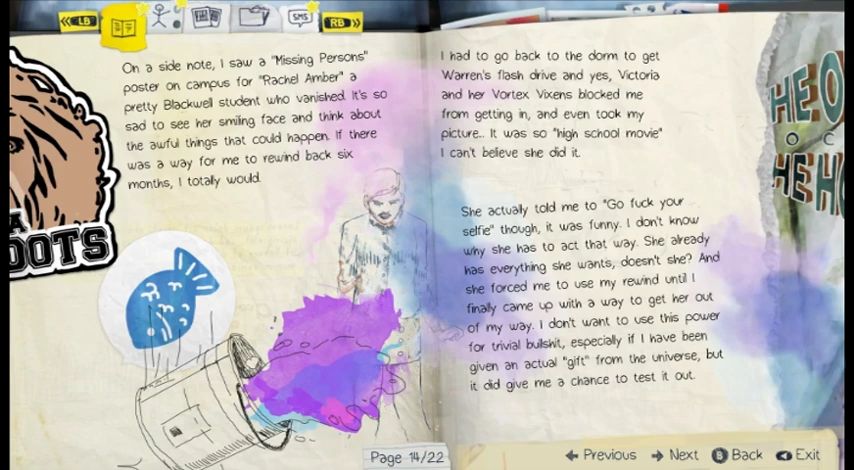 LB
SMS
RB
On a side note, I saw a "Missing Persons"
poster on campus for "Rachel Amber" a
pretty Blackwell student who vanished. It's so
sad to see her smiling face and think about
the awful things that could happen. If there
was a way for me to rewind back six
months, I totally would.
OOTS
I had to go back to the dorm to get
Warren's flash drive and yes, Victoria
and her Vortex Vixens blocked me
from getting in, and even took my
picture.. It was so "high school movie"
I can't believe she did it.
She actually told me to "Go fuck your
selfie" though, it was funny. I don't know
why she has to act that way. She already
has everything she wants, doesn't she? And
she forced me to use my rewind until I
finally came up with a way to get her out
of my way. I don't want to use this power
for trivial bullshit, especially if I have been
given an actual "gift" from the universe, but
it did give me a chance to test it out.
HEO
O C
HEH
Page 14/22
Previous
Next
B Back
Exit